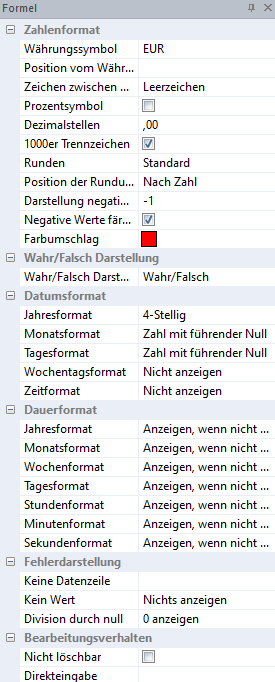 Formel
Zahlenformat
Währungssymbol EUR
Position vom Währ...
Zeichen zwischen ... Leerzeichen
Prozentsymbol
Dezimalstellen ,00
1000er Trennzeichen
Runden Standard
Position der Rundu... Nach Zahl
Darstellung negati... -1
Negative Werte fär...
Farbumschlag
Wahr/Falsch Darstellung
Wahr/Falsch Darst... Wahr/Falsch
Datumsformat
Jahresformat 4-Stellig
Monatsformat Zahl mit führender Null
Tagesformat Zahl mit führender Null
Wochentagsformat Nicht anzeigen
Zeitformat Nicht anzeigen
Dauerformat
Jahresformat Anzeigen, wenn nicht ...
Monatsformat Anzeigen, wenn nicht ...
Wochenformat Anzeigen, wenn nicht ...
Tagesformat Anzeigen, wenn nicht ...
Stundenformat Anzeigen, wenn nicht ...
Minutenformat Anzeigen, wenn nicht ...
Sekundenformat Anzeigen, wenn nicht ...
Fehlerdarstellung
Keine Datenzeile
Kein Wert Nichts anzeigen
Division durch null 0 anzeigen
Bearbeitungsverhalten
Nicht löschbar
Direkteingabe